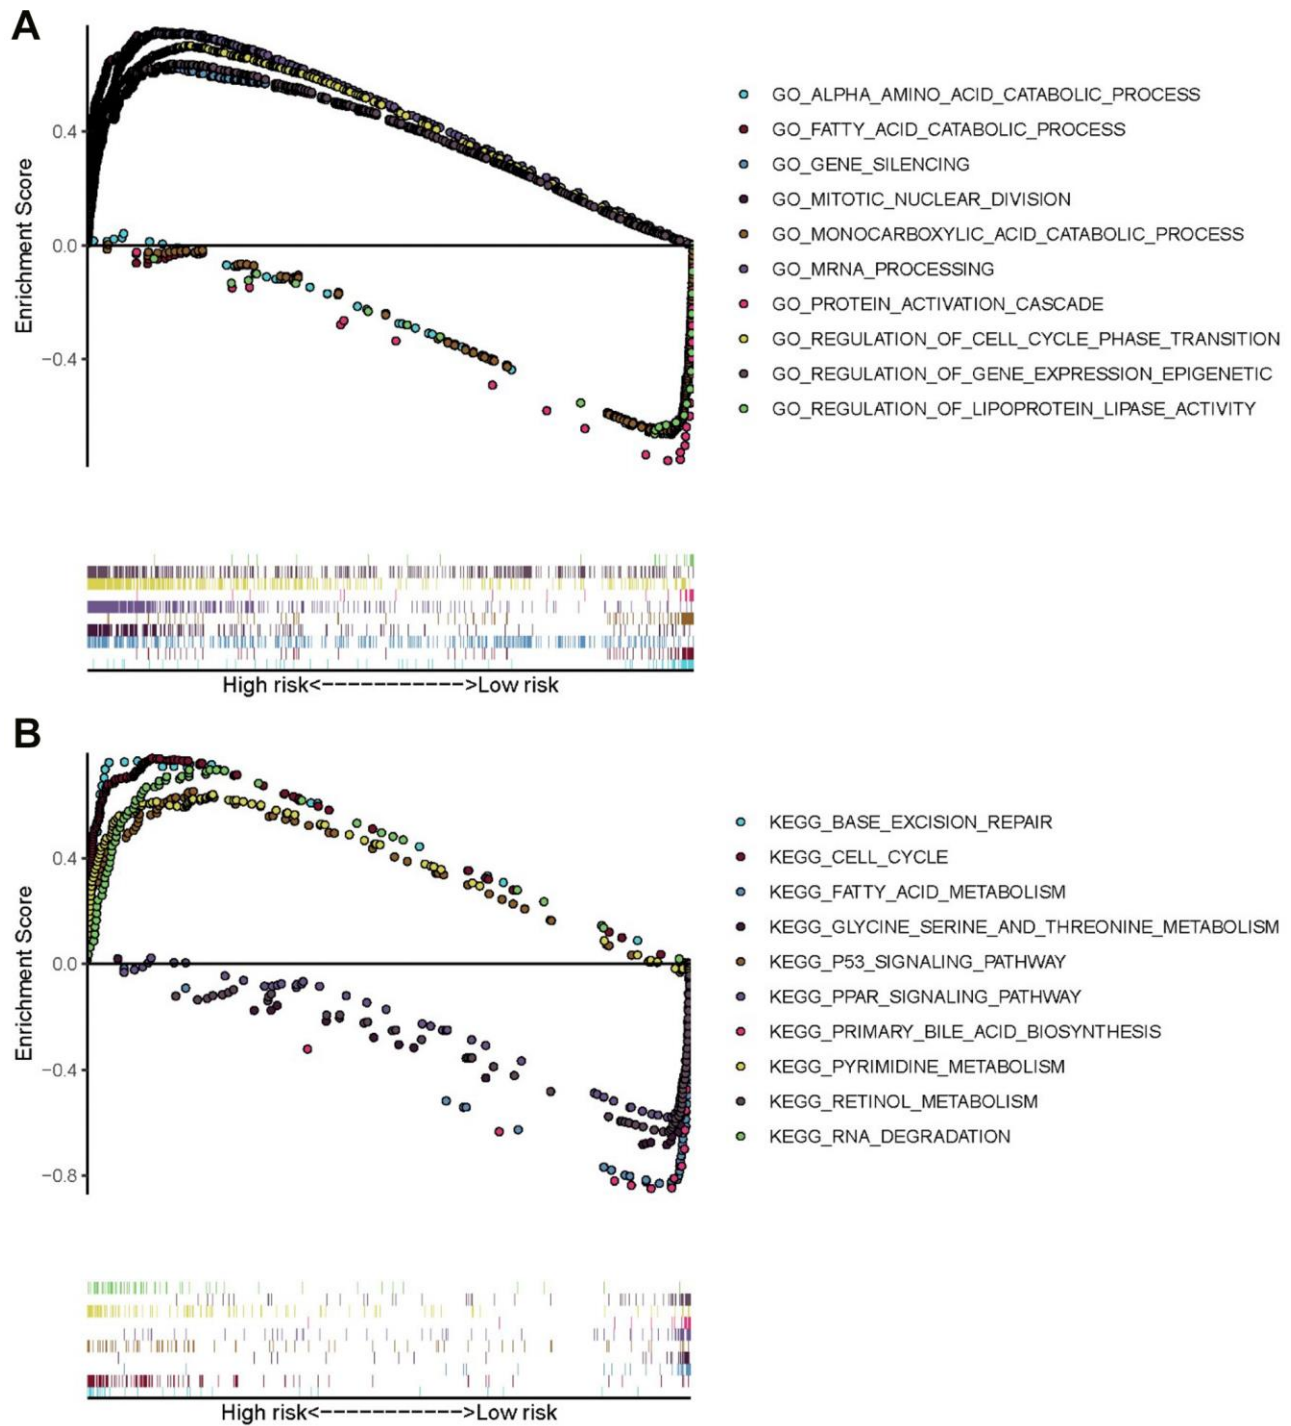 A
Enrichment Score
0.4
0.0
−0.4
GO_ALPHA_AMINO_ACID_CATABOLIC_PROCESS
GO_FATTY_ACID_CATABOLIC_PROCESS
GO_GENE_SILENCING
GO_MITOTIC_NUCLEAR_DIVISION
GO_MONOCARBOXYLIC_ACID_CATABOLIC_PROCESS
GO_MRNA_PROCESSING
GO_PROTEIN_ACTIVATION_CASCADE
GO_REGULATION_OF_CELL_CYCLE_PHASE_TRANSITION
GO_REGULATION_OF_GENE_EXPRESSION_EPIGENETIC
GO_REGULATION_OF_LIPOPROTEIN_LIPASE_ACTIVITY
High risk<----------->Low risk
B
Enrichment Score
0.4
0.0
−0.4
−0.8
KEGG_BASE_EXCISION_REPAIR
KEGG_CELL_CYCLE
KEGG_FATTY_ACID_METABOLISM
KEGG_GLYCINE_SERINE_AND_THREONINE_METABOLISM
KEGG_P53_SIGNALING_PATHWAY
KEGG_PPAR_SIGNALING_PATHWAY
KEGG_PRIMARY_BILE_ACID_BIOSYNTHESIS
KEGG_PYRIMIDINE_METABOLISM
KEGG_RETINOL_METABOLISM
KEGG_RNA_DEGRADATION
High risk<----------->Low risk